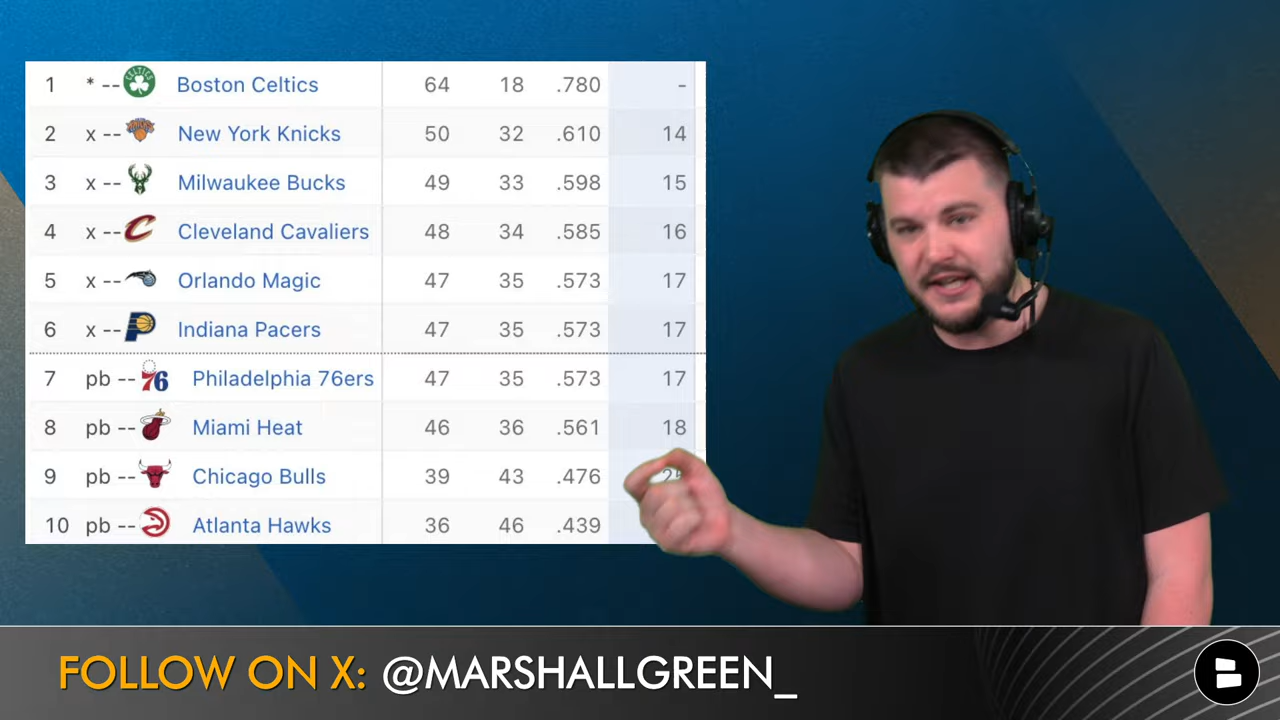 1 * -- Boston Celtics 64 18 .780 -
2 x -- New York Knicks 50 32 .610 14
3 x -- Milwaukee Bucks 49 33 .598 15
4 x -- Cleveland Cavaliers 48 34 .585 16
5 x -- Orlando Magic 47 35 .573 17
6 x -- Indiana Pacers 47 35 .573 17
7 pb -- 76 Philadelphia 76ers 47 35 .573 17
8 pb -- Miami Heat 46 36 .561 18
9 pb -- Chicago Bulls 39 43 .476
10 pb -- Atlanta Hawks 36 46 .439
FOLLOW ON X: @MARSHALLGREEN_